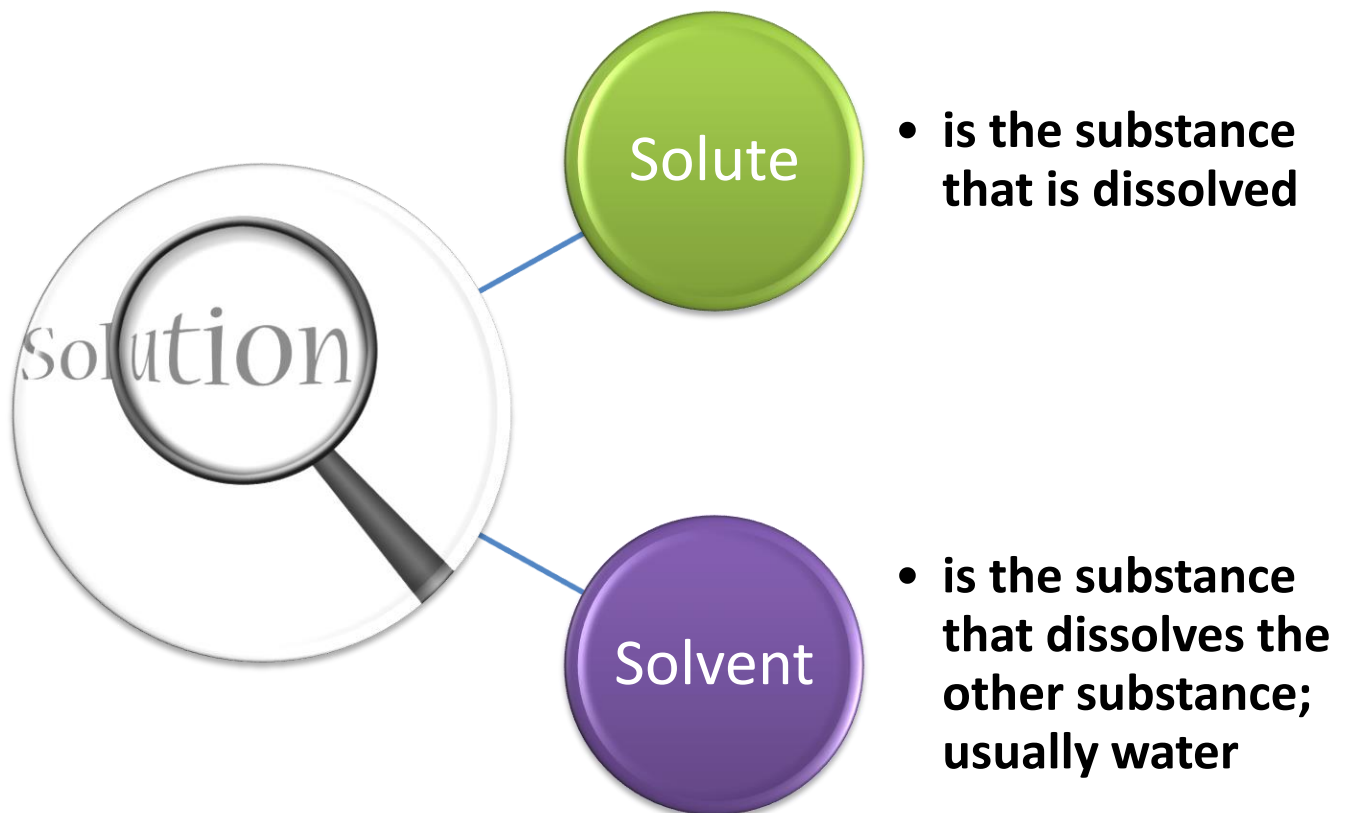 Solution
Solute
• is the substance
that is dissolved
Solvent
• is the substance
that dissolves the
other substance;
usually water